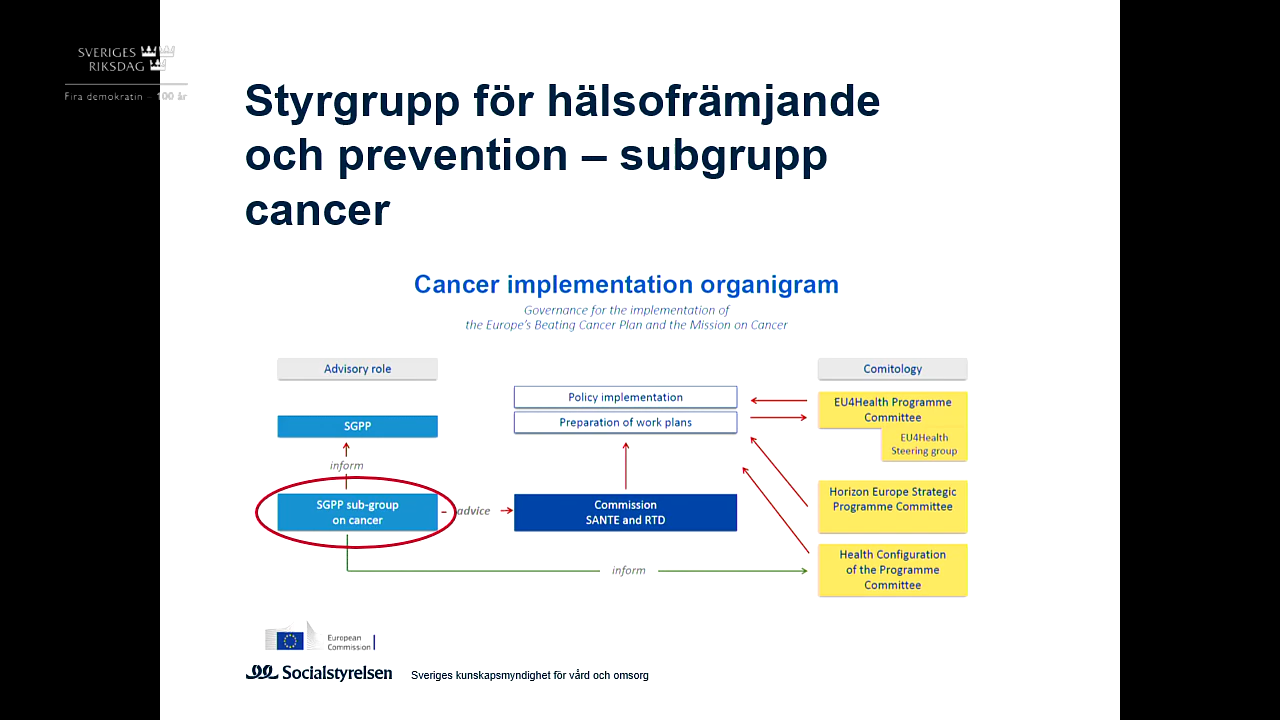 SVERIGES
RIKSDAG
Fira demokratin – 100 år
Styrgrupp för hälsofrämjande
och prevention – subgrupp
cancer
Cancer implementation organigram
Governance for the implementation of
the Europe's Beating Cancer Plan and the Mission on Cancer
Advisory role
Comitology
Policy implementation
Preparation of work plans
EU4Health Programme
Committee
EU4Health
Steering group
SGPP
inform
SGPP sub-group
on cancer
advice
Commission
SANTE and RTD
Horizon Europe Strategic
Programme Committee
Health Configuration
of the Programme
Committee
inform
European
Commission
Socialstyrelsen
Sveriges kunskapsmyndighet för vård och omsorg